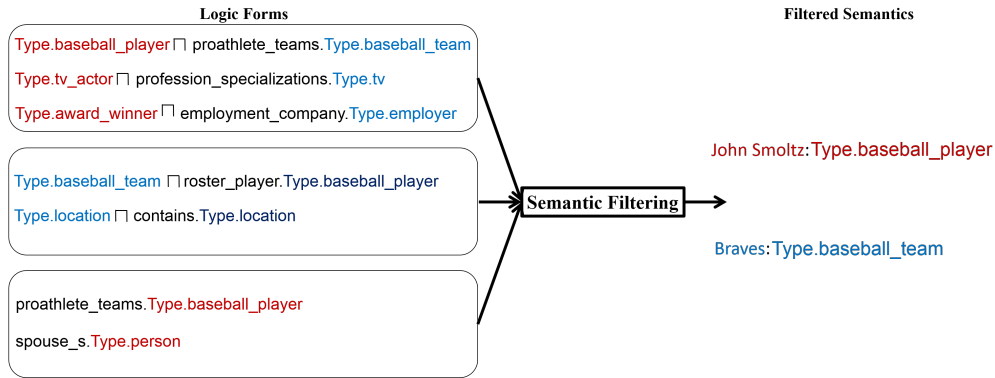 Logic Forms
Filtered Semantics
Type.baseball_player ⊓ proathlete_teams.Type.baseball_team
Type.tv_actor ⊓ profession_specializations.Type.tv
Type.award_winner ⊓ employment_company.Type.employer
Type.baseball_team ⊓ roster_player.Type.baseball_player
Type.location ⊓ contains.Type.location
proathlete_teams.Type.baseball_player
spouse_s.Type.person
Semantic Filtering
John Smoltz:Type.baseball_player
Braves:Type.baseball_team